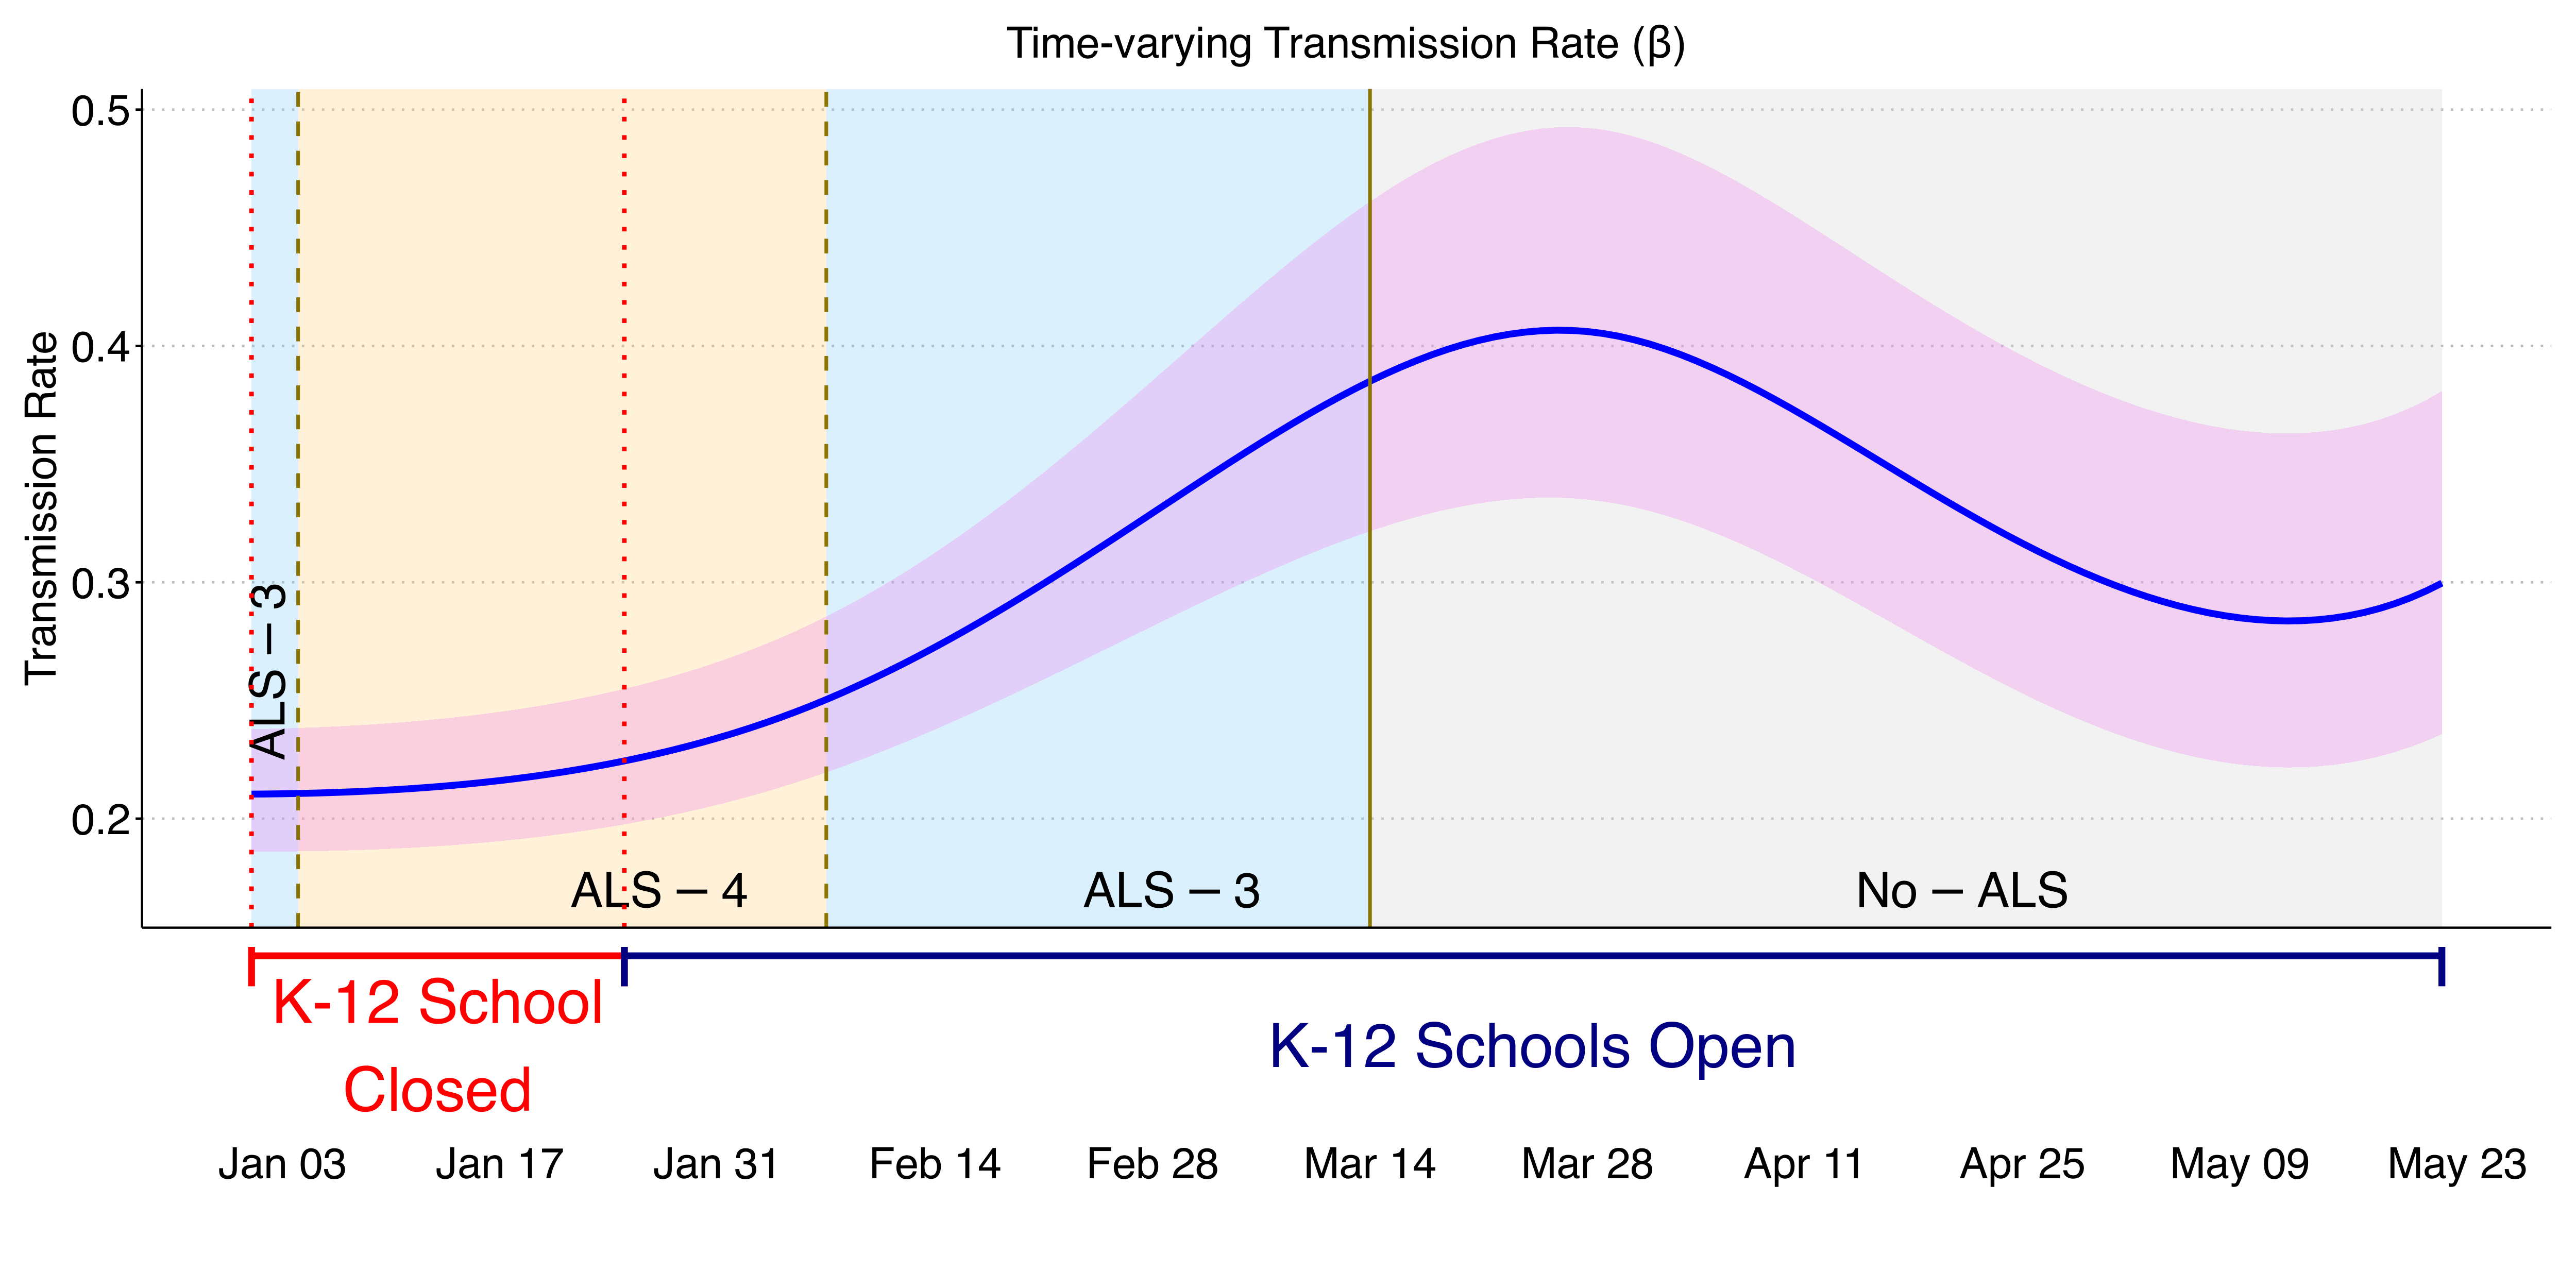 Time-varying Transmission Rate (β)
Transmission Rate
0.5
0.4
0.3
0.2
ALS – 3
ALS – 4
ALS – 3
No – ALS
K-12 School
Closed
K-12 Schools Open
Jan 03
Jan 17
Jan 31
Feb 14
Feb 28
Mar 14
Mar 28
Apr 11
Apr 25
May 09
May 23